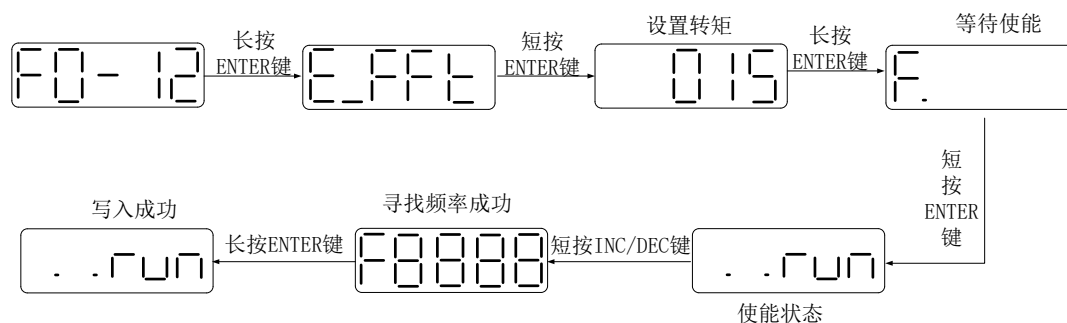 F0-12
长按
ENTER键
E_FFt
短按
ENTER键
设置转矩
015
长按
ENTER键
等待使能
F.
短
按
ENTER
键
. .run
使能状态
短按INC/DEC键
寻找频率成功
F8888
长按ENTER键
写入成功
. .run